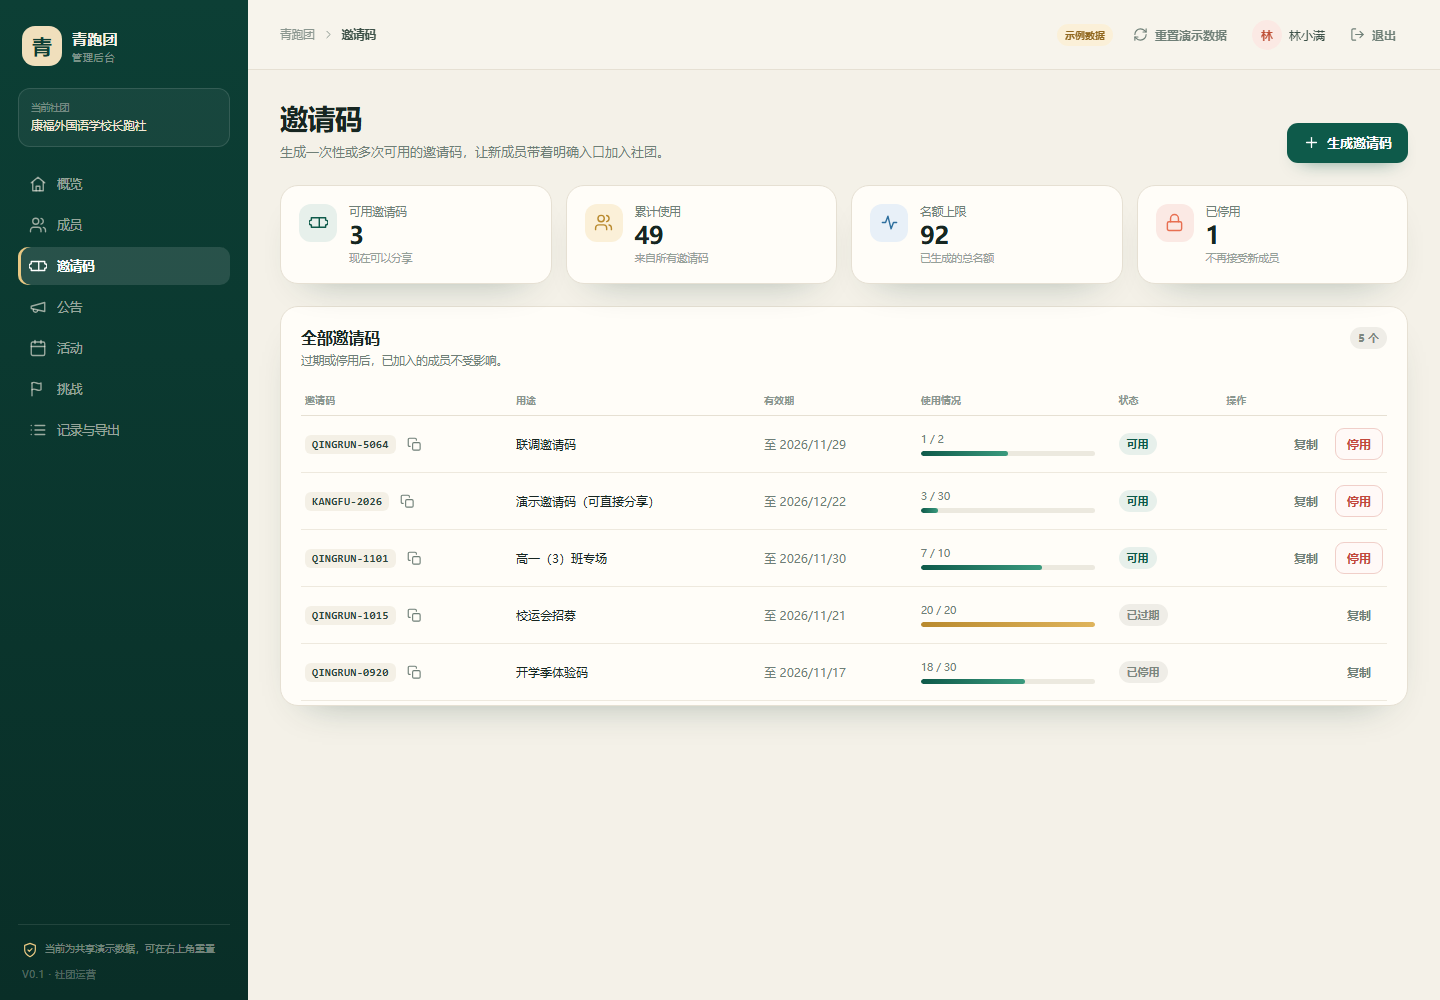 青
青跑团
管理后台
当前社团
康福外国语学校长跑社
概览
成员
邀请码
公告
活动
挑战
记录与导出
当前为共享演示数据，可在右上角重置
V0.1 · 社团运营
青跑团 > 邀请码
示例数据
重置演示数据
林
林小满
退出
邀请码
生成一次性或多次可用的邀请码，让新成员带着明确入口加入社团。
生成邀请码
可用邀请码
3
现在可以分享
累计使用
49
来自所有邀请码
名额上限
92
已生成的总名额
已停用
1
不再接受新成员
全部邀请码
5 个
过期或停用后，已加入的成员不受影响。
邀请码 用途 有效期 使用情况 状态 操作
QINGRUN-5064 联调邀请码 至 2026/11/29 1 / 2 可用 复制 停用
KANGFU-2026 演示邀请码（可直接分享） 至 2026/12/22 3 / 30 可用 复制 停用
QINGRUN-1101 高一（3）班专场 至 2026/11/30 7 / 10 可用 复制 停用
QINGRUN-1015 校运会招募 至 2026/11/21 20 / 20 已过期 复制
QINGRUN-0920 开学季体验码 至 2026/11/17 18 / 30 已停用 复制